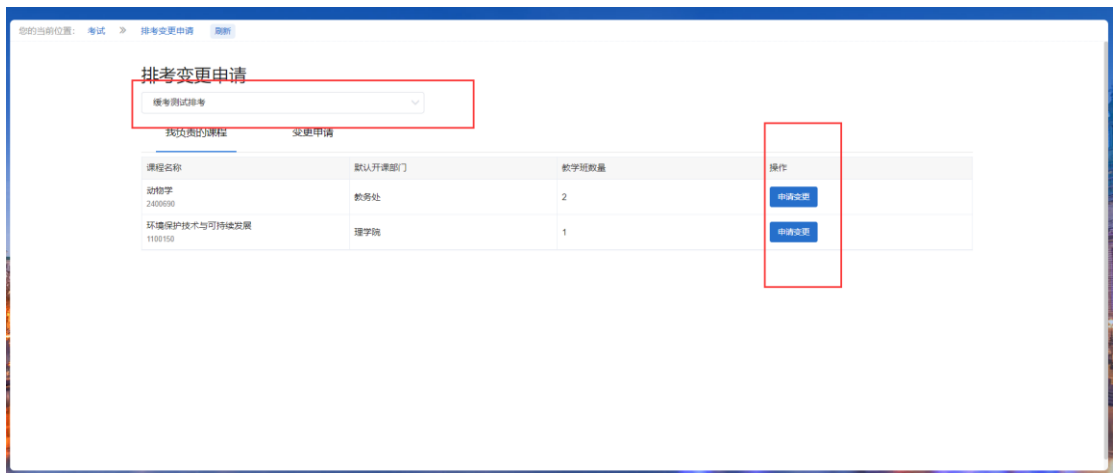 您的当前位置: 考试 » 排考变更申请 刷新
排考变更申请
缓考测试排考
我负责的课程 变更申请
课程名称 默认开课部门 教学班数量 操作
动物学
2400690
教务处 2 申请变更
环境保护技术与可持续发展
1100150
理学院 1 申请变更